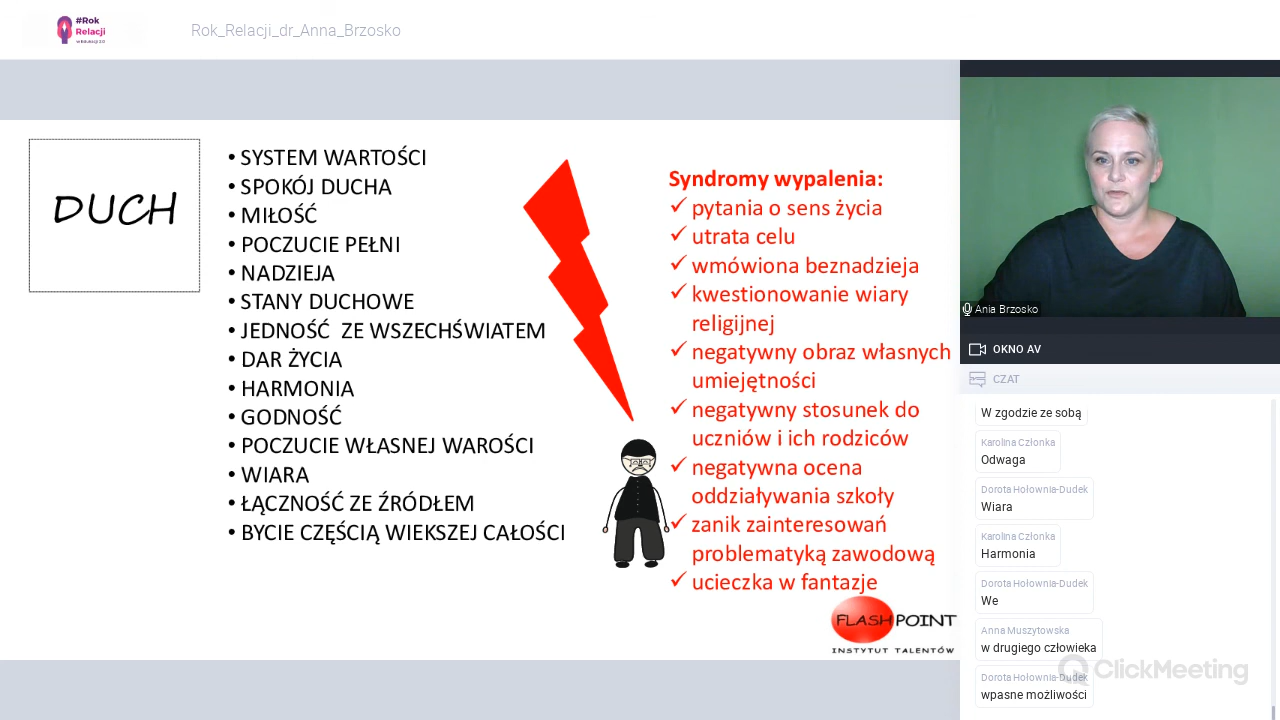 #Rok
Relacji
w Edukacji 2.0
Rok_Relacji_dr_Anna_Brzosko
DUCH
• SYSTEM WARTOŚCI
• SPOKÓJ DUCHA
• MIŁOŚĆ
• POCZUCIE PEŁNI
• NADZIEJA
• STANY DUCHOWE
• JEDNOŚĆ ZE WSZECHŚWIATEM
• DAR ŻYCIA
• HARMONIA
• GODNOŚĆ
• POCZUCIE WŁASNEJ WAROŚCI
• WIARA
• ŁĄCZNOŚĆ ZE ŹRÓDŁEM
• BYCIE CZĘŚCIĄ WIEKSZEJ CAŁOŚCI
Syndromy wypalenia:
✓ pytania o sens życia
✓ utrata celu
✓ wmówiona beznadzieja
✓ kwestionowanie wiary
religijnej
✓ negatywny obraz własnych
umiejętności
✓ negatywny stosunek do
uczniów i ich rodziców
✓ negatywna ocena
oddziaływania szkoły
✓ zanik zainteresowań
problematyką zawodową
✓ ucieczka w fantazje
FLASHPOINT
INSTYTUT TALENTÓW
Ania Brzosko
OKNO AV
CZAT
W zgodzie ze sobą
Karolina Członka
Odwaga
Dorota Hołownia-Dudek
Wiara
Karolina Członka
Harmonia
Dorota Hołownia-Dudek
We
Anna Muszytowska
w drugiego człowieka
Dorota Hołownia-Dudek
wpasne możliwości
ClickMeeting